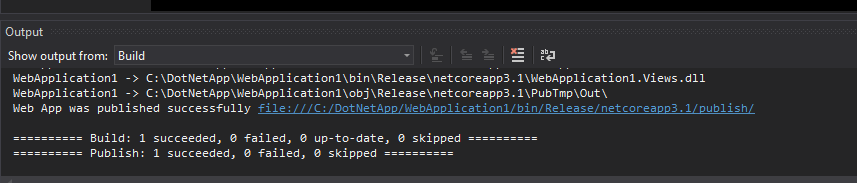 Output
Show output from: Build
WebApplication1 -> C:\DotNetApp\WebApplication1\bin\Release\netcoreapp3.1\WebApplication1.Views.dll
WebApplication1 -> C:\DotNetApp\WebApplication1\obj\Release\netcoreapp3.1\PubTmp\Out\
Web App was published successfully file:///C:/DotNetApp/WebApplication1/bin/Release/netcoreapp3.1/publish/
========== Build: 1 succeeded, 0 failed, 0 up-to-date, 0 skipped ==========
========== Publish: 1 succeeded, 0 failed, 0 skipped ==========